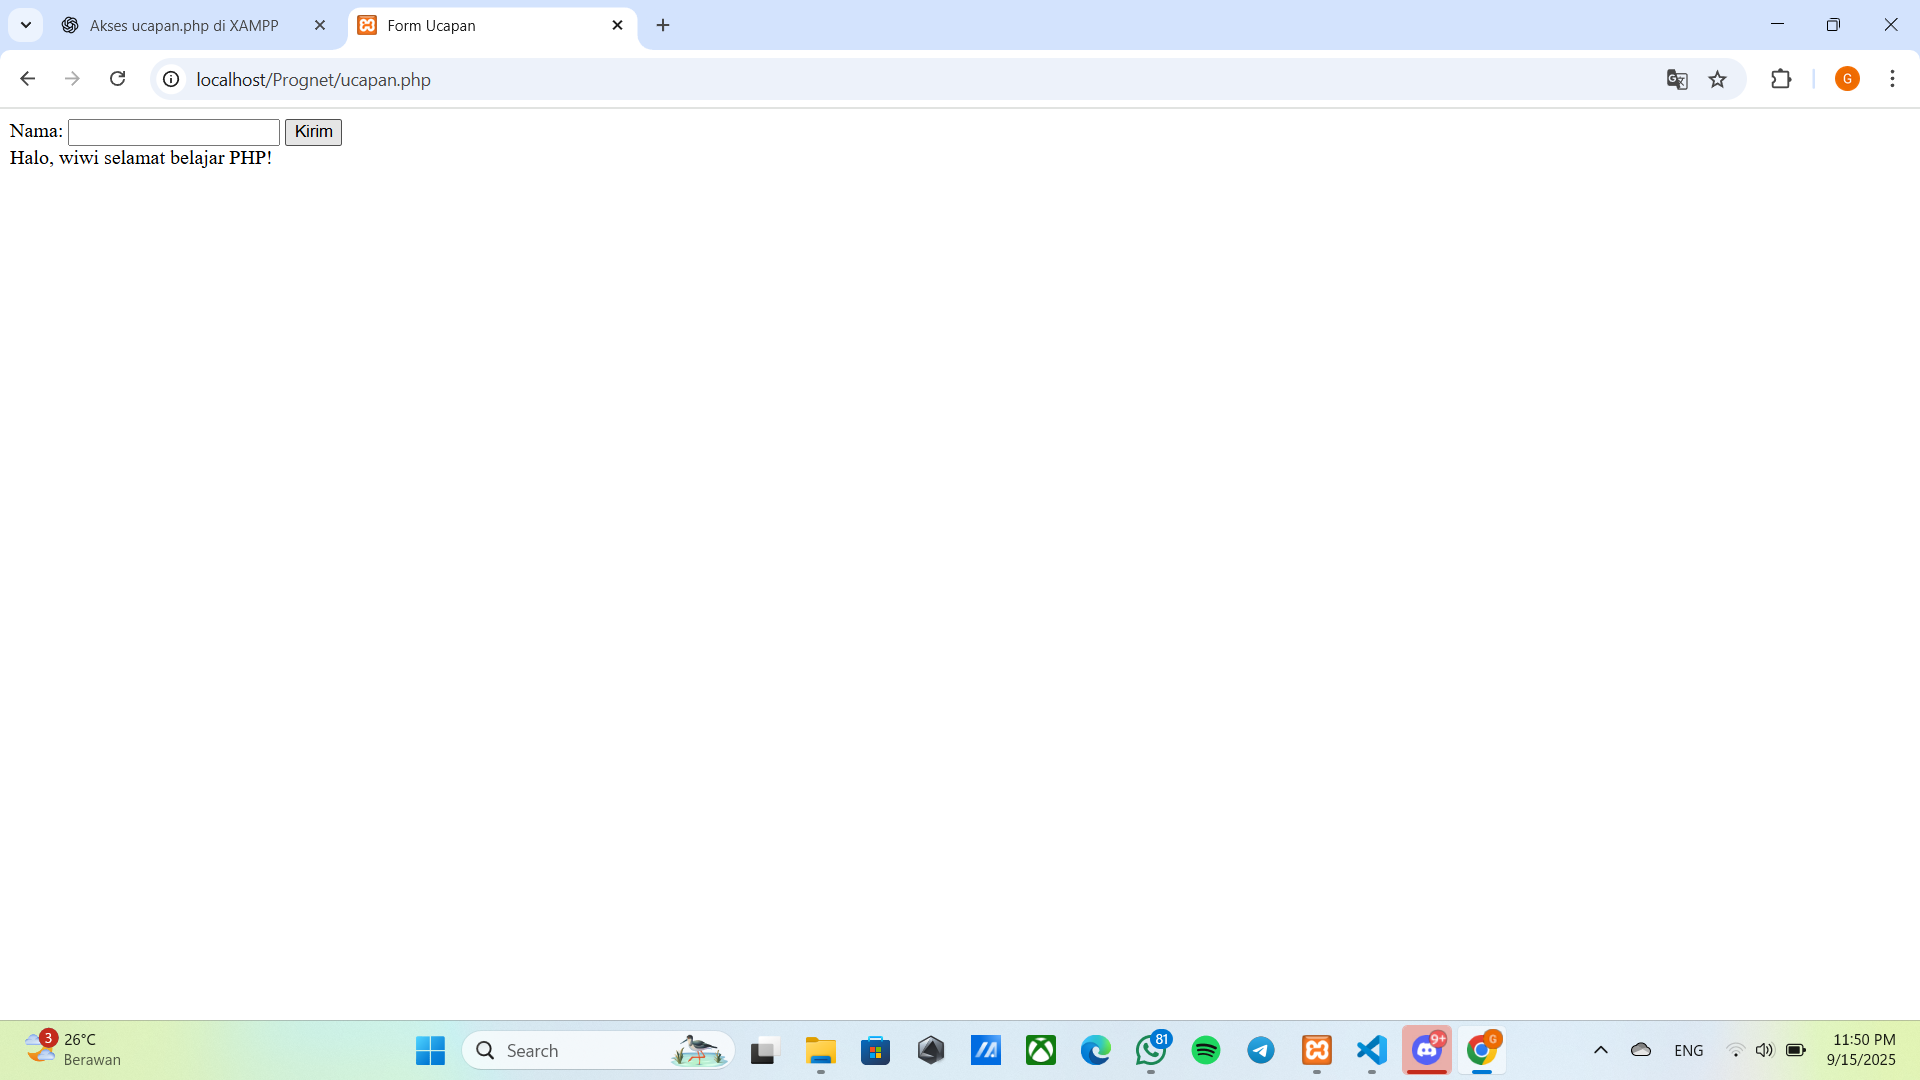 Akses ucapan.php di XAMPP
Form Ucapan
localhost/Prognet/ucapan.php
G
Nama:
Kirim
Halo, wiwi selamat belajar PHP!
3
26°C
Berawan
Search
81
9+
G
ENG
11:50 PM
9/15/2025